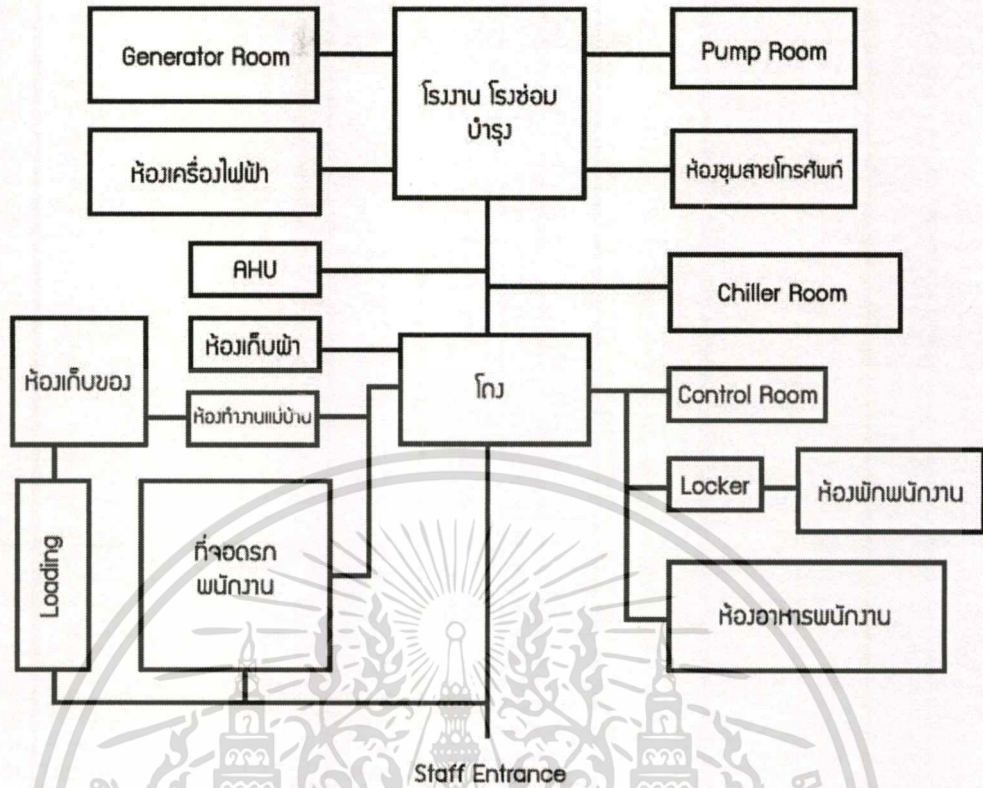 Generator Room
โรงงาน โรงซ่อม
บำรุง
Pump Room
ห้องเครื่องไฟฟ้า
ห้องชุมสายโทรศัพท์
AHU
Chiller Room
ห้องเก็บผ้า
โถง
ห้องเก็บของ
ห้องทำงานแม่บ้าน
Control Room
Locker
ห้องพักพนักงาน
Loading
ที่จอดรถ
พนักงาน
ห้องอาหารพนักงาน
Staff Entrance